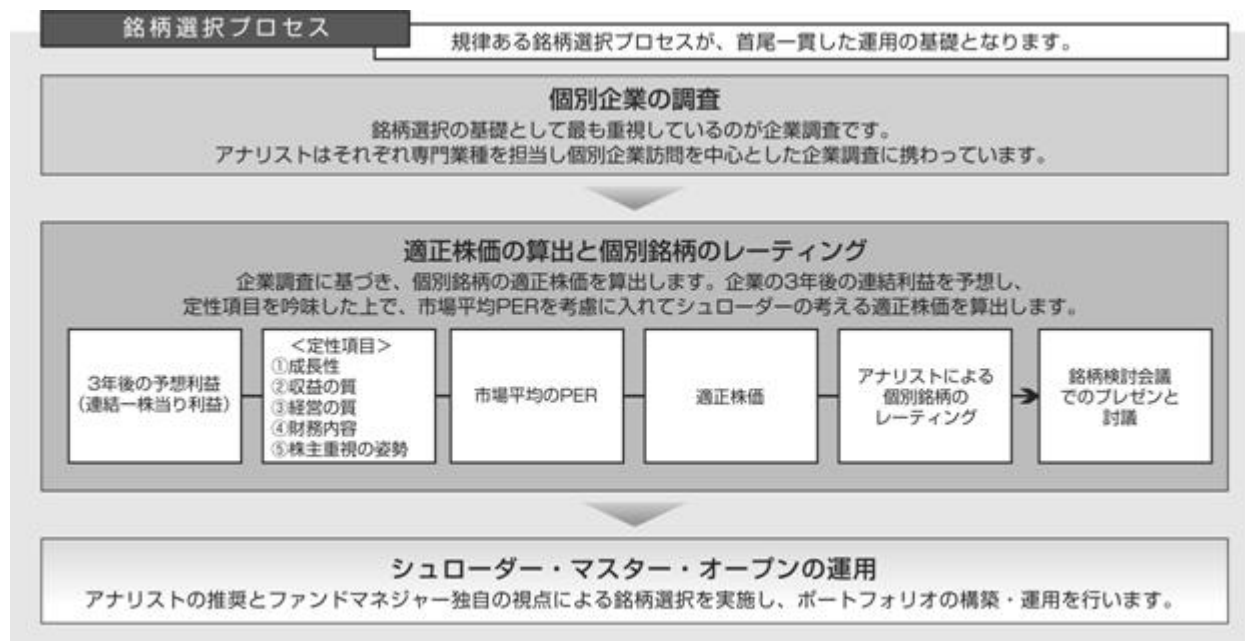 銘柄選択プロセス
規律ある銘柄選択プロセスが、首尾一貫した運用の基礎となります。
個別企業の調査
銘柄選択の基礎として最も重視しているのが企業調査です。
アナリストはそれぞれ専門業種を担当し個別企業訪問を中心とした企業調査に携わっています。
適正株価の算出と個別銘柄のレーティング
企業調査に基づき、個別銘柄の適正株価を算出します。企業の3年後の連結利益を予想し、
定性項目を吟味した上で、市場平均PERを考慮に入れてシュローダーの考える適正株価を算出します。
3年後の予想利益
(連結一株当り利益)
＜定性項目＞
①成長性
②収益の質
③経営の質
④財務内容
⑤株主重視の姿勢
市場平均のPER
適正株価
アナリストによる
個別銘柄の
レーティング
銘柄検討会議
でのプレゼンと
討議
シュローダー・マスター・オープンの運用
アナリストの推奨とファンドマネジャー独自の視点による銘柄選択を実施し、ポートフォリオの構築・運用を行います。